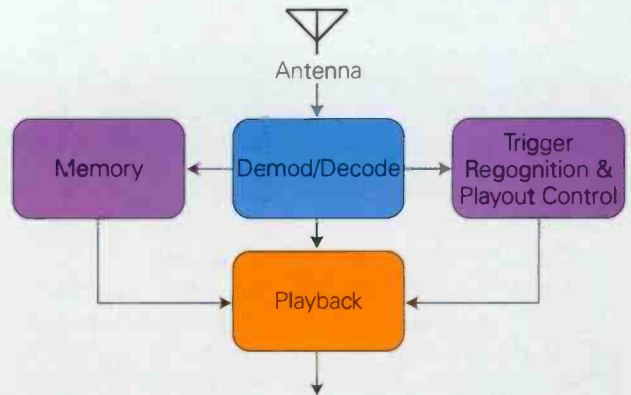 Antenna
Memory
Demod/Decode
Trigger
Regognition &
Playout Control
Playback